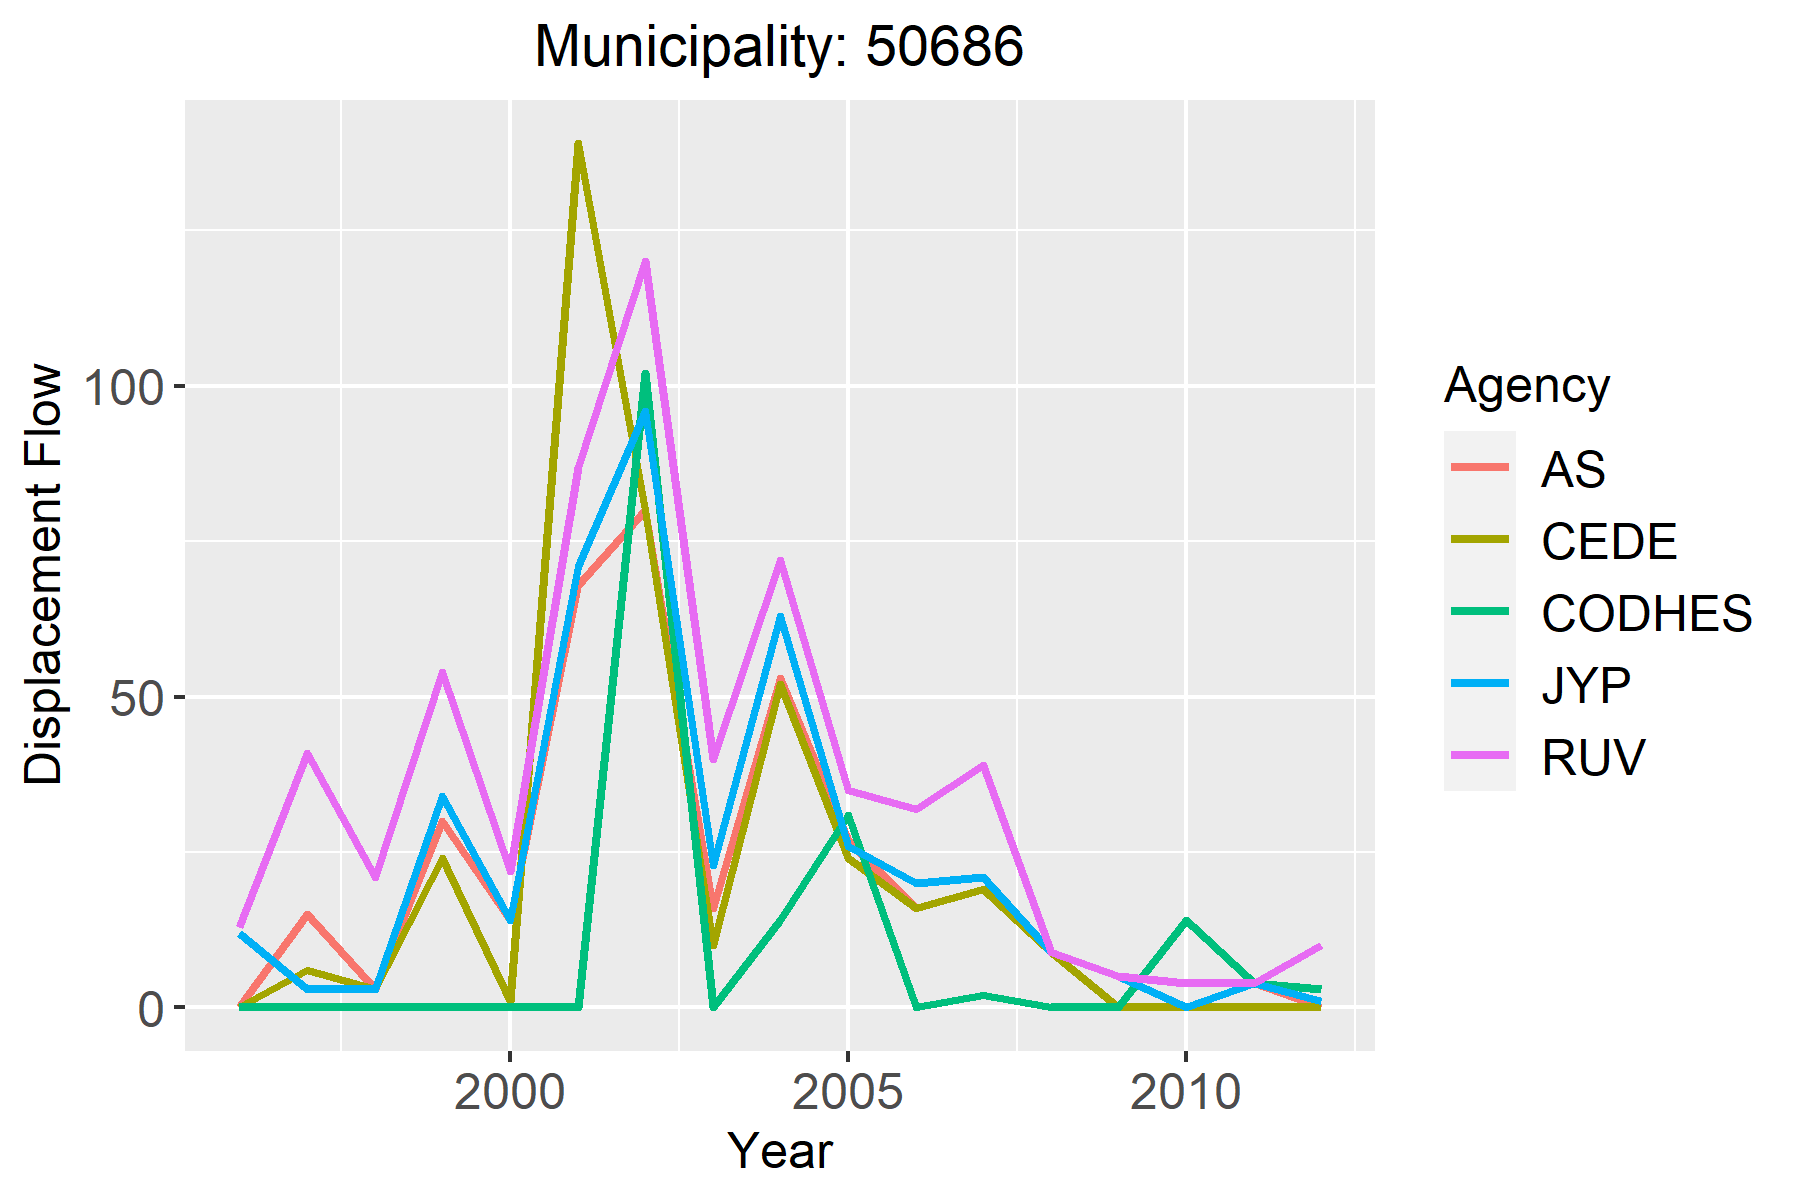 Municipality: 50686
Displacement Flow
100
50
0
2000 2005 2010
Year
Agency
AS
CEDE
CODHES
JYP
RUV